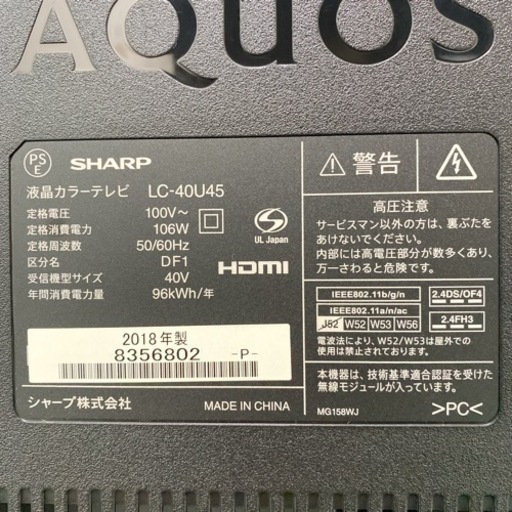 AQUOS
PS E
SHARP
液晶カラーテレビ LC-40U45
定格電圧 100V~
定格消費電力 106W
定格周波数 50/60Hz
区分名 DF1
受信機型サイズ 40V
年間消費電力量 96kWh/年
UL Japan
HDMI
2018年製
8356802 -P-
シャープ株式会社 MADE IN CHINA
警告
高圧注意
サービスマン以外の方は、裏ぶたを
あけないでください。
内部には高電圧部分が数多くあり、
万一さわると危険です。
IEEE802.11b/g/n
2.4DS/OF4
IEEE802.11a/n/ac
J52 W52 W53 W56
2.4FH3
電波法により、W52/W53は屋外での
使用は禁止されています。
本機器は、技術基準適合認証を受けた
無線モジュールが入っています。
MG158WJ
>PC<